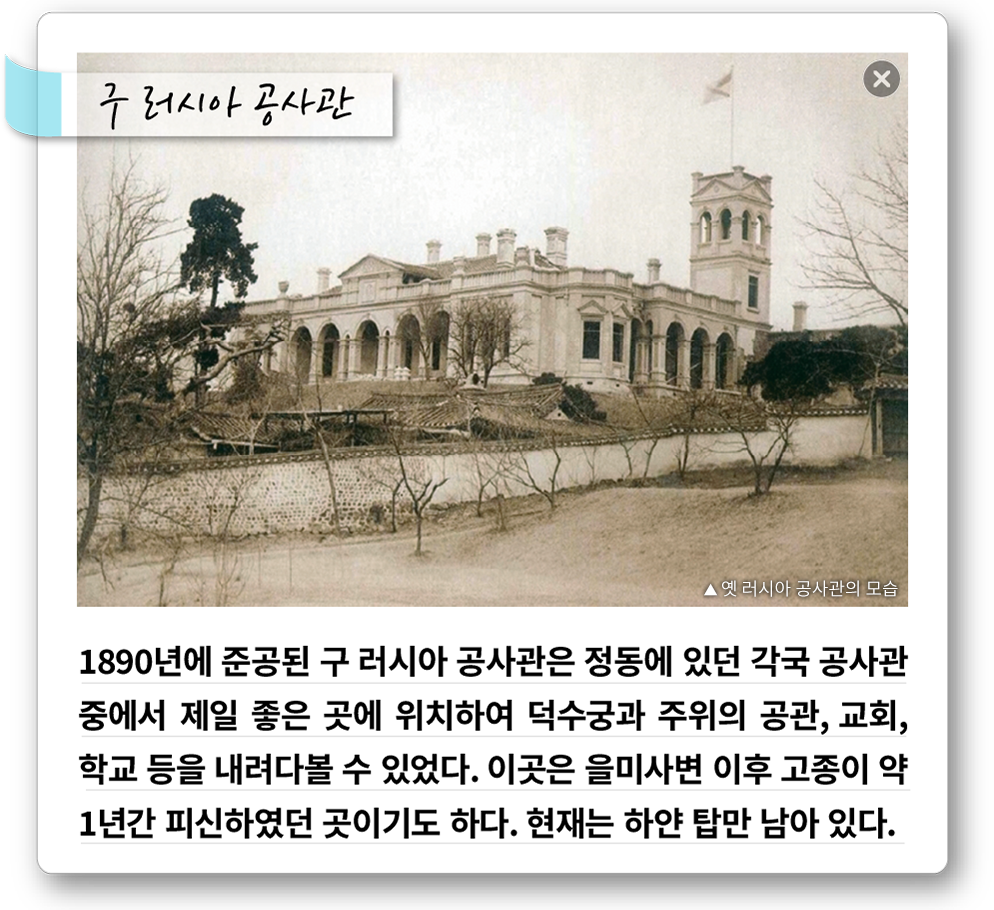 구 러시아 공사관
▲ 옛 러시아 공사관의 모습
1890년에 준공된 구 러시아 공사관은 정동에 있던 각국 공사관
중에서 제일 좋은 곳에 위치하여 덕수궁과 주위의 공관, 교회,
학교 등을 내려다볼 수 있었다. 이곳은 을미사변 이후 고종이 약
1년간 피신하였던 곳이기도 하다. 현재는 하얀 탑만 남아 있다.